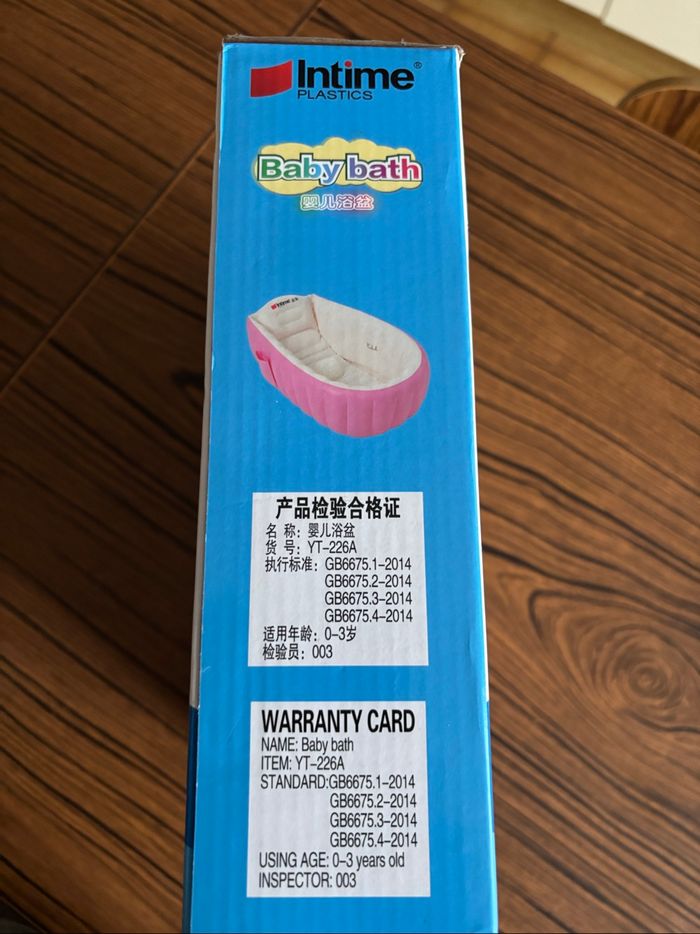 Intime®
PLASTICS
Baby bath
婴儿浴盆
产品检验合格证
名 称：婴儿浴盆
货 号：YT-226A
执行标准：GB6675.1-2014
GB6675.2-2014
GB6675.3-2014
GB6675.4-2014
适用年龄：0-3岁
检验员：003
WARRANTY CARD
NAME: Baby bath
ITEM: YT-226A
STANDARD:GB6675.1-2014
GB6675.2-2014
GB6675.3-2014
GB6675.4-2014
USING AGE: 0-3 years old
INSPECTOR: 003